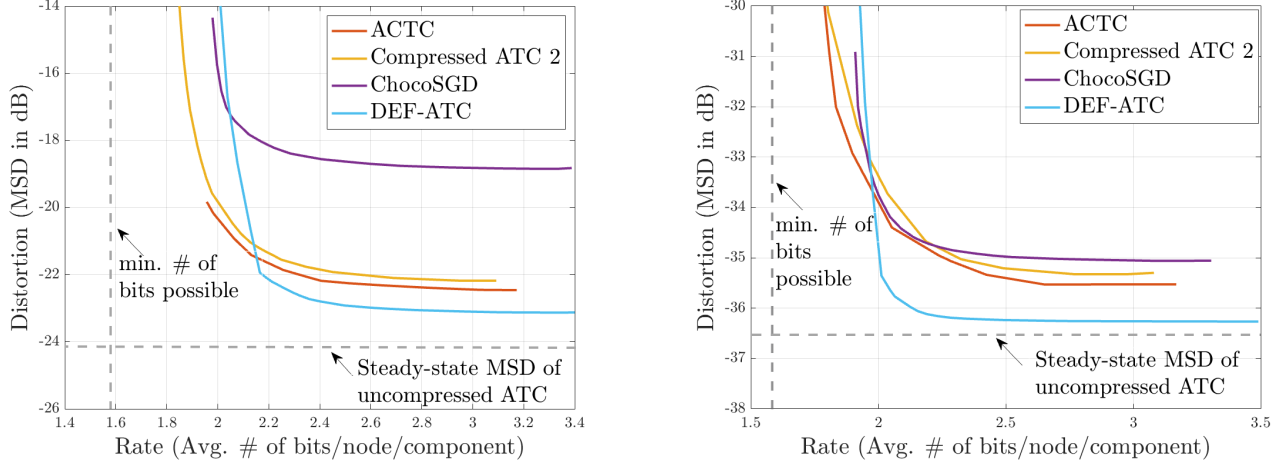 Distortion (MSD in dB)
-14
-16
-18
-20
-22
-24
-26
ACTC
Compressed ATC 2
ChocoSGD
DEF-ATC
min. # of
bits possible
Steady-state MSD of
uncompressed ATC
1.4 1.6 1.8 2 2.2 2.4 2.6 2.8 3 3.2 3.4
Rate (Avg. # of bits/node/component)
Distortion (MSD in dB)
-30
-31
-32
-33
-34
-35
-36
-37
-38
ACTC
Compressed ATC 2
ChocoSGD
DEF-ATC
min. # of
bits
possible
Steady-state MSD of
uncompressed ATC
1.5 2 2.5 3 3.5
Rate (Avg. # of bits/node/component)